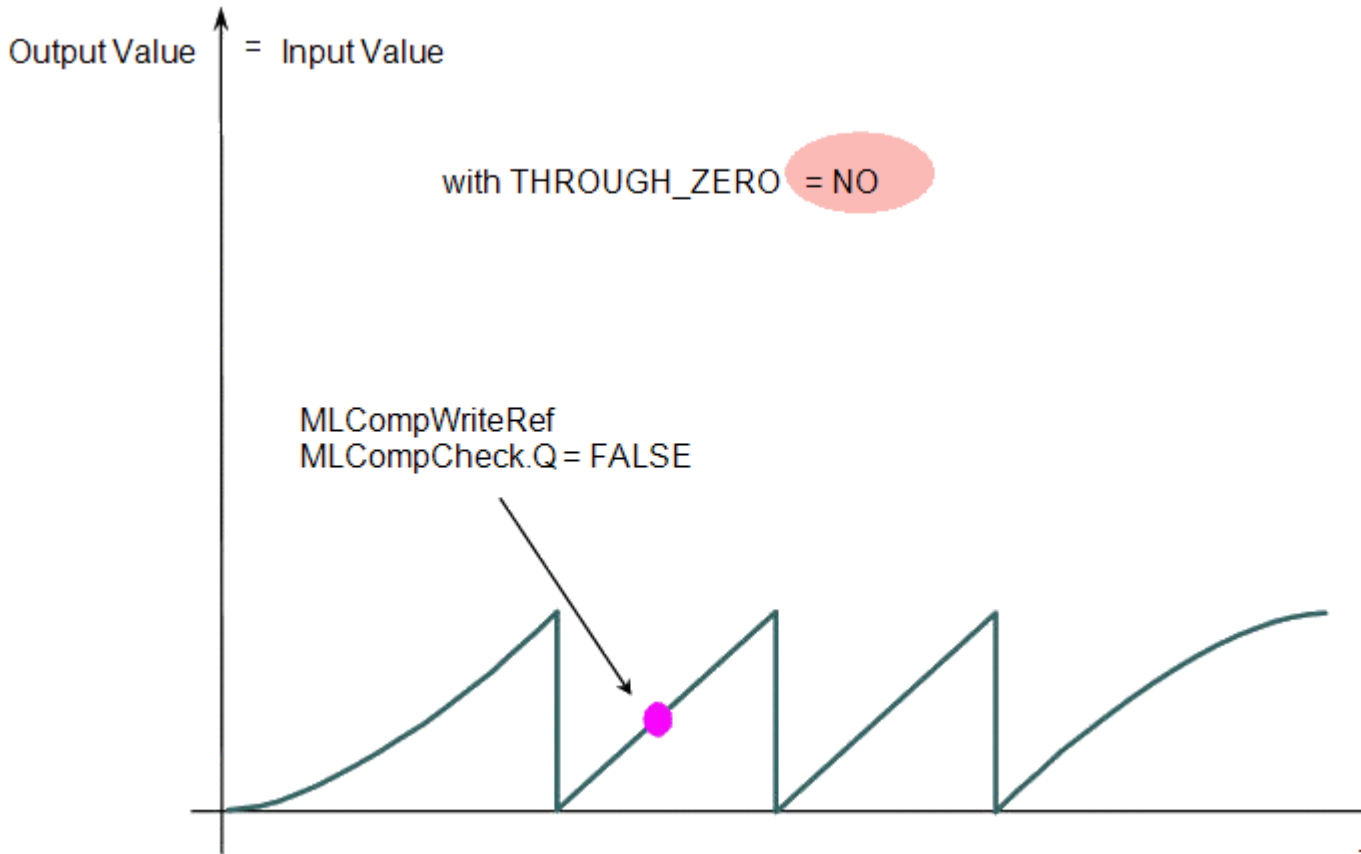 Output Value = Input Value
with THROUGH_ZERO = NO
MLCompWriteRef
MLCompCheck.Q = FALSE